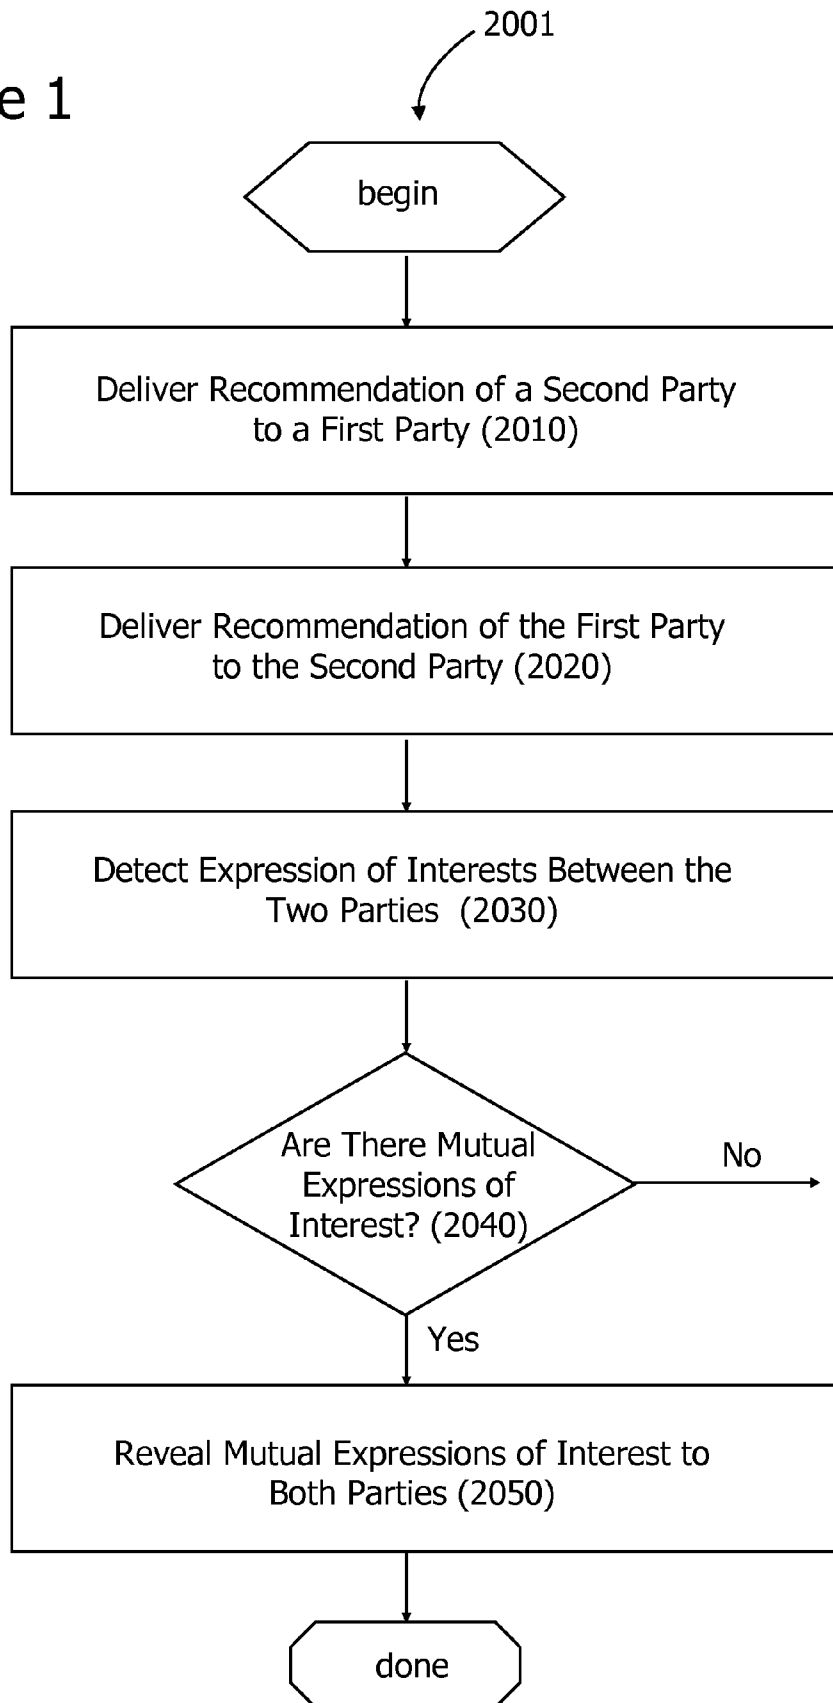 2001
e 1
begin
Deliver Recommendation of a Second Party
to a First Party (2010)
Deliver Recommendation of the First Party
to the Second Party (2020)
Detect Expression of Interests Between the
Two Parties (2030)
Are There Mutual
Expressions of
Interest? (2040)
No
Yes
Reveal Mutual Expressions of Interest to
Both Parties (2050)
done